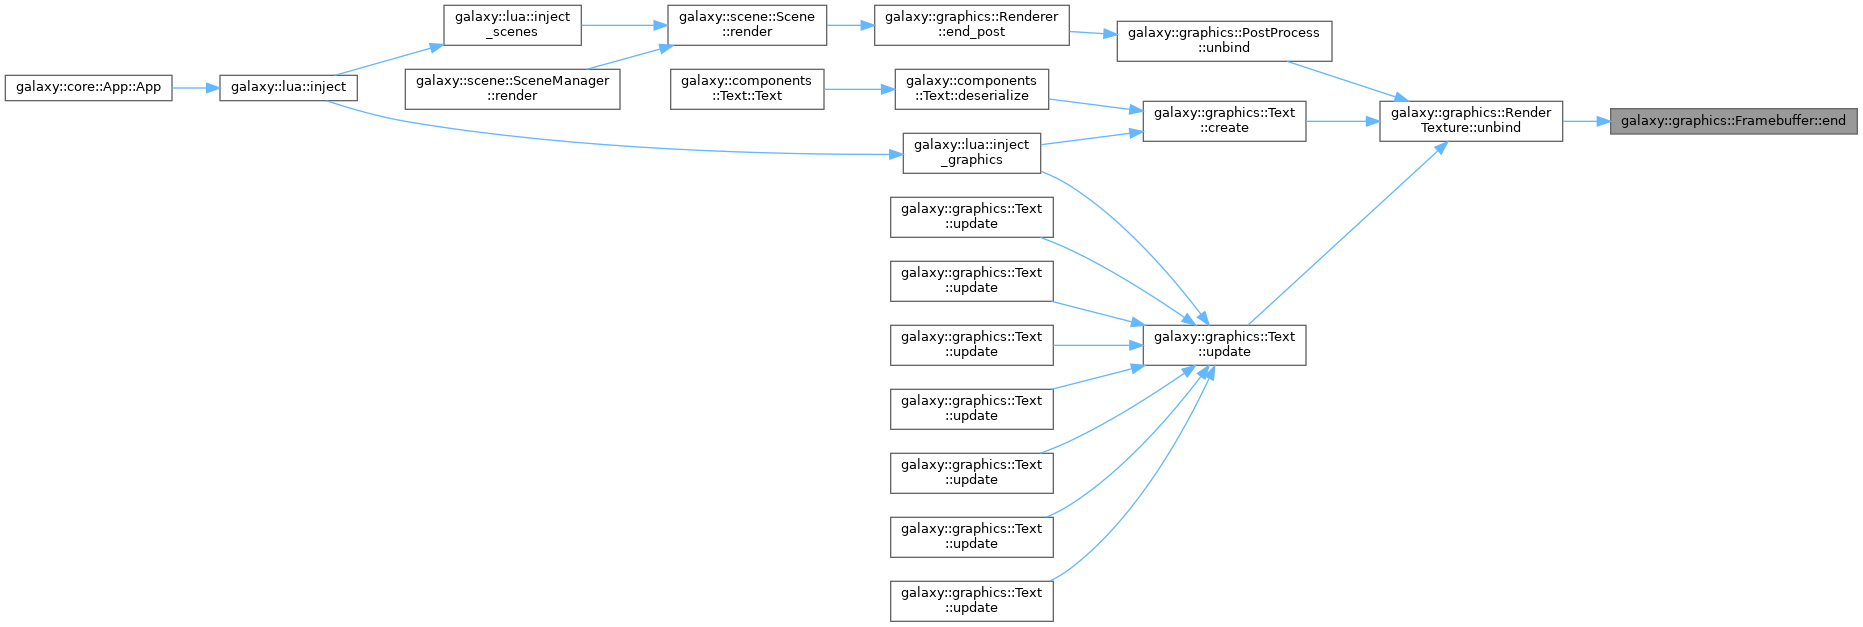 galaxy::lua::inject
_scenes
galaxy::scene::Scene
::render
galaxy::graphics::Renderer
::end_post
galaxy::graphics::PostProcess
::unbind
galaxy::core::App::App
galaxy::lua::inject
galaxy::scene::SceneManager
::render
galaxy::components
::Text::Text
galaxy::components
::Text::deserialize
galaxy::graphics::Text
::create
galaxy::graphics::Render
Texture::unbind
galaxy::graphics::Framebuffer::end
galaxy::lua::inject
_graphics
galaxy::graphics::Text
::update
galaxy::graphics::Text
::update
galaxy::graphics::Text
::update
galaxy::graphics::Text
::update
galaxy::graphics::Text
::update
galaxy::graphics::Text
::update
galaxy::graphics::Text
::update
galaxy::graphics::Text
::update